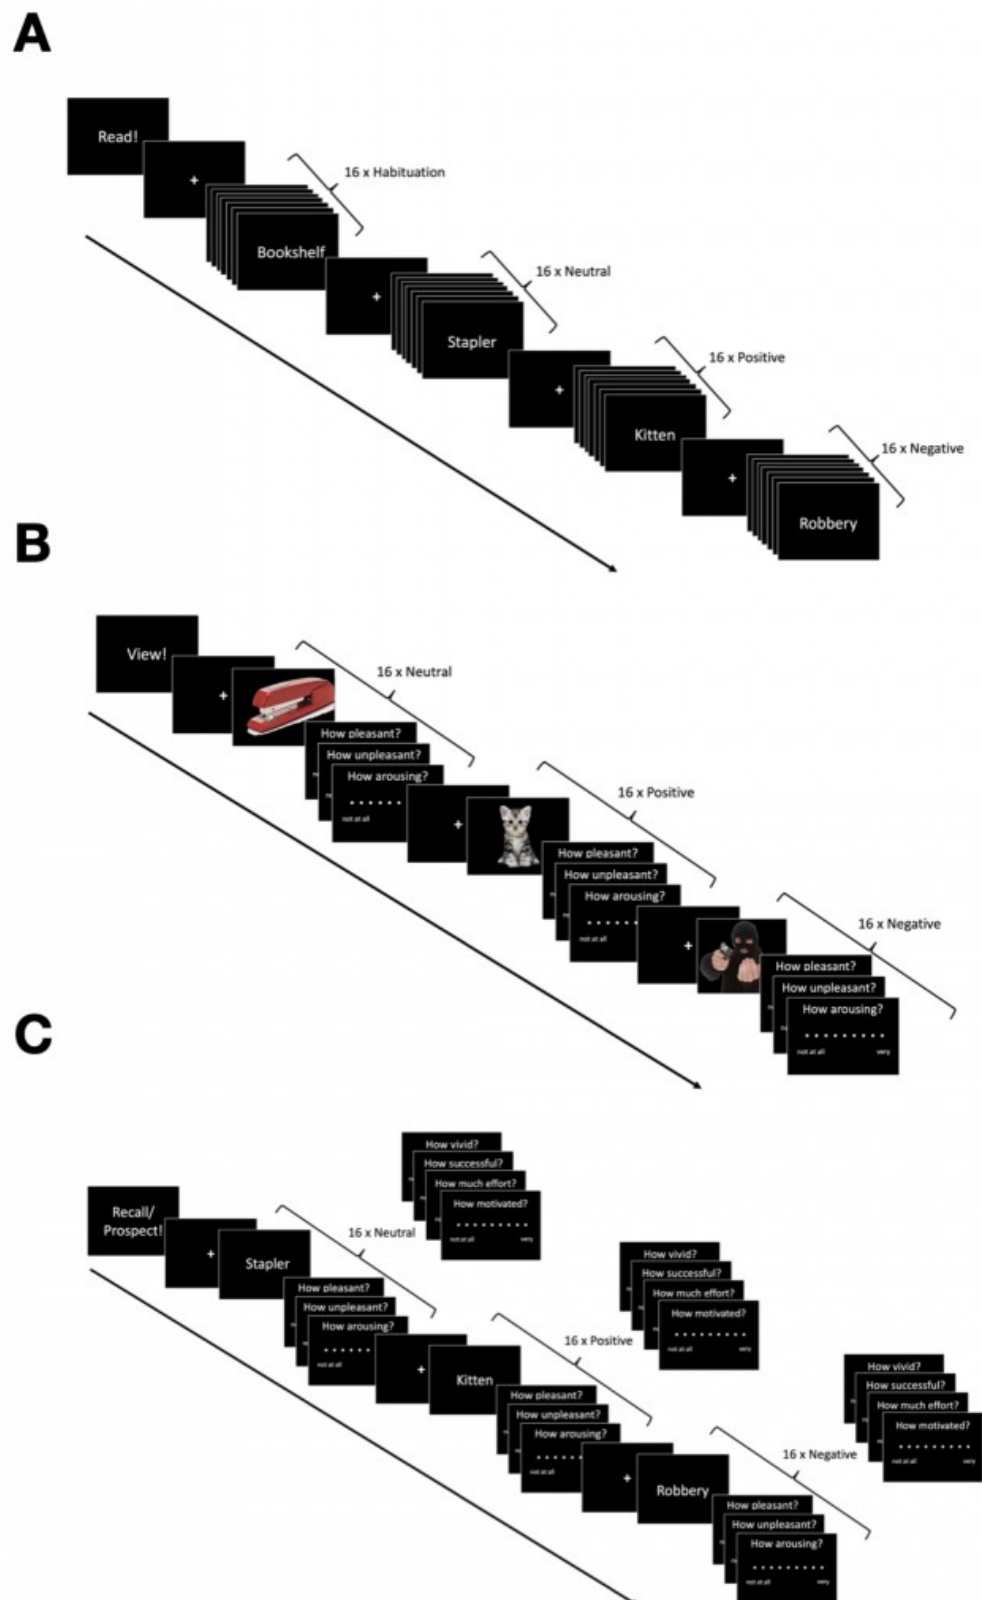 A
Read!
+
16 x Habituation
Bookshelf
+
16 x Neutral
Stapler
+
16 x Positive
Kitten
+
16 x Negative
Robbery
B
View!
+
16 x Neutral
How pleasant?
How unpleasant?
How arousing?
not at all
+
16 x Positive
How pleasant?
How unpleasant?
How arousing?
not at all
+
16 x Negative
How pleasant?
How unpleasant?
How arousing?
not at all very
C
Recall/
Prospect!
+
Stapler
16 x Neutral
How vivid?
How successful?
How much effort?
How motivated?
not at all very
How pleasant?
How unpleasant?
How arousing?
not at all
+
Kitten
16 x Positive
How vivid?
How successful?
How much effort?
How motivated?
not at all very
How pleasant?
How unpleasant?
How arousing?
not at all
+
Robbery
16 x Negative
How vivid?
How successful?
How much effort?
How motivated?
not at all very
How pleasant?
How unpleasant?
How arousing?
not at all very